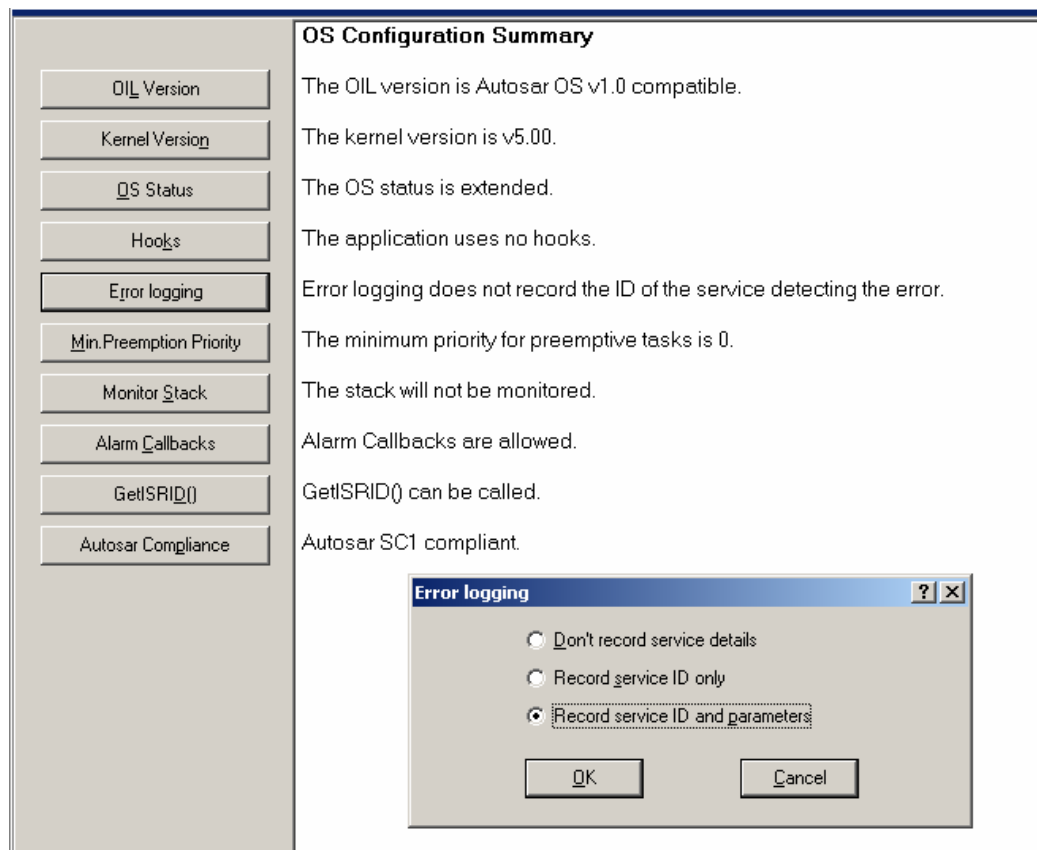 OS Configuration Summary
OIL Version
The OIL version is Autosar OS v1.0 compatible.
Kernel Version
The kernel version is v5.00.
OS Status
The OS status is extended.
Hooks
The application uses no hooks.
Error logging
Error logging does not record the ID of the service detecting the error.
Min.Preemption Priority
The minimum priority for preemptive tasks is 0.
Monitor Stack
The stack will not be monitored.
Alarm Callbacks
Alarm Callbacks are allowed.
GetISRID()
GetISRID() can be called.
Autosar Compliance
Autosar SC1 compliant.
Error logging
Don't record service details
Record service ID only
Record service ID and parameters
OK
Cancel